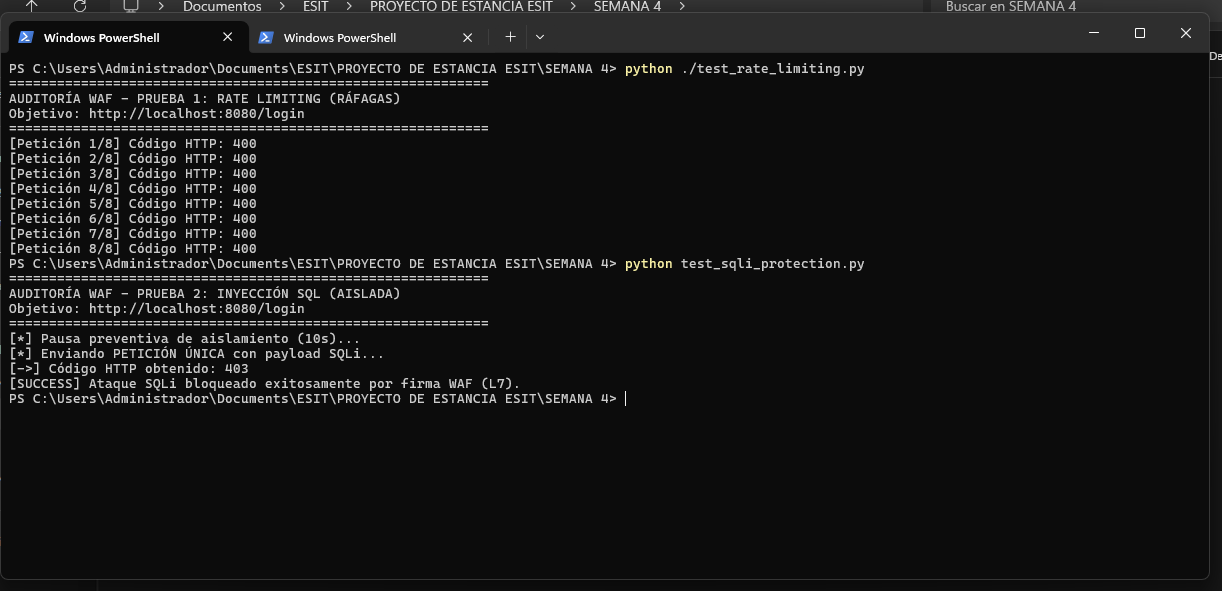 Documentos > ESIT > PROYECTO DE ESTANCIA ESIT > SEMANA 4 > Buscar en SEMANA 4
Windows PowerShell Windows PowerShell
PS C:\Users\Administrador\Documents\ESIT\PROYECTO DE ESTANCIA ESIT\SEMANA 4> python ./test_rate_limiting.py
============================================================
AUDITORÍA WAF - PRUEBA 1: RATE LIMITING (RÁFAGAS)
Objetivo: http://localhost:8080/login
============================================================
[Petición 1/8] Código HTTP: 400
[Petición 2/8] Código HTTP: 400
[Petición 3/8] Código HTTP: 400
[Petición 4/8] Código HTTP: 400
[Petición 5/8] Código HTTP: 400
[Petición 6/8] Código HTTP: 400
[Petición 7/8] Código HTTP: 400
[Petición 8/8] Código HTTP: 400
PS C:\Users\Administrador\Documents\ESIT\PROYECTO DE ESTANCIA ESIT\SEMANA 4> python test_sqli_protection.py
============================================================
AUDITORÍA WAF - PRUEBA 2: INYECCIÓN SQL (AISLADA)
Objetivo: http://localhost:8080/login
============================================================
[*] Pausa preventiva de aislamiento (10s)...
[*] Enviando PETICIÓN ÚNICA con payload SQLi...
[->] Código HTTP obtenido: 403
[SUCCESS] Ataque SQLi bloqueado exitosamente por firma WAF (L7).
PS C:\Users\Administrador\Documents\ESIT\PROYECTO DE ESTANCIA ESIT\SEMANA 4>